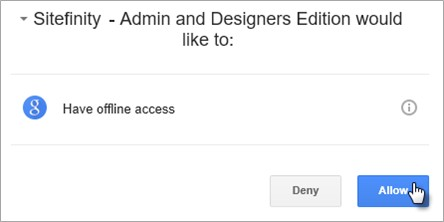 Sitefinity - Admin and Designers Edition would
like to:
g Have offline access
Deny Allow